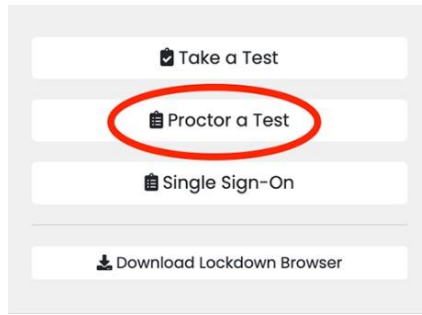 Take a Test
Proctor a Test
Single Sign-On
Download Lockdown Browser